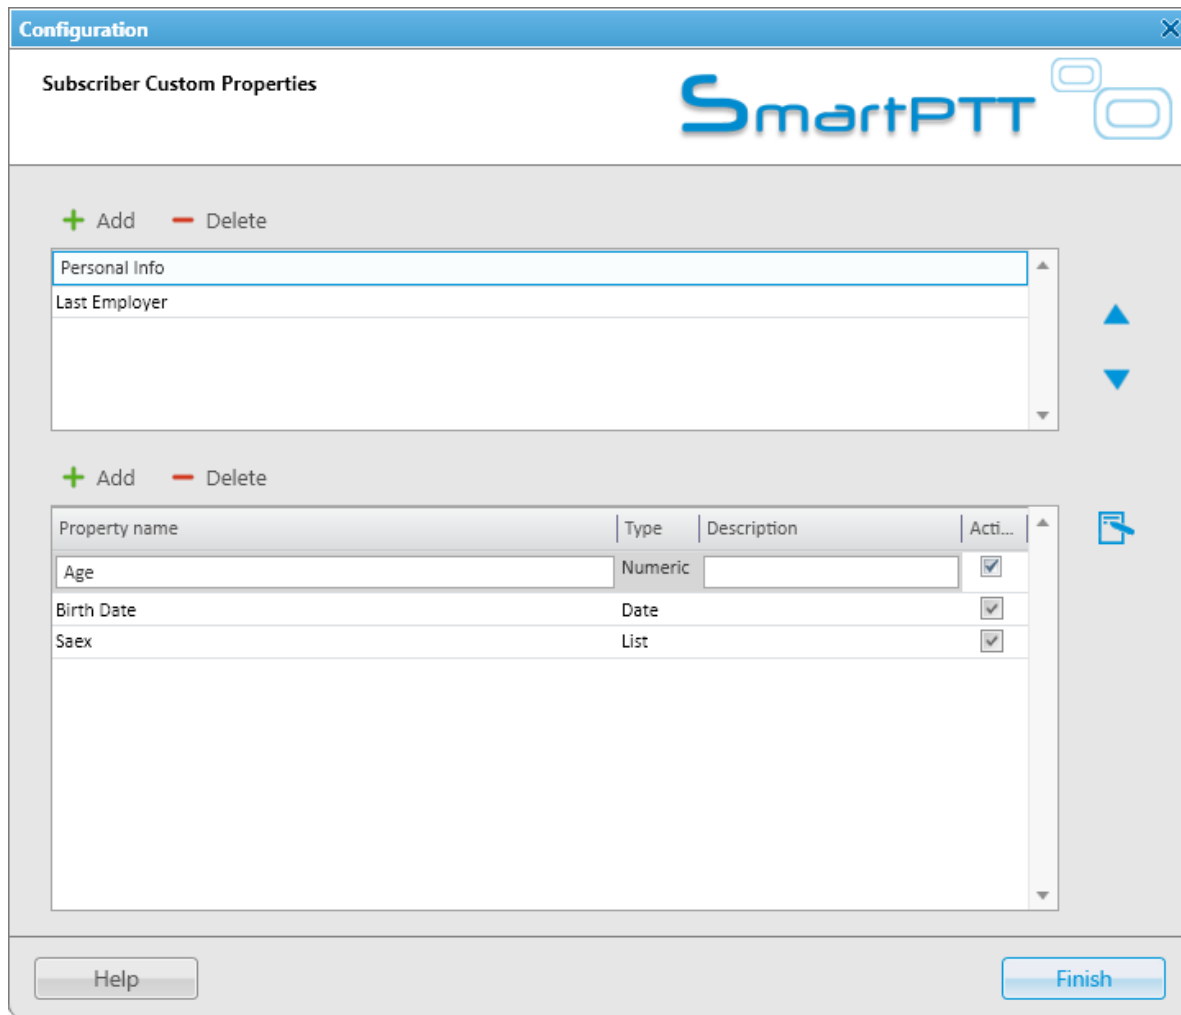 Configuration
Subscriber Custom Properties
SmartPTT
Add Delete
Personal Info
Last Employer
Add Delete
Property name Type Description Acti...
Age Numeric
Birth Date Date
Saex List
Help Finish